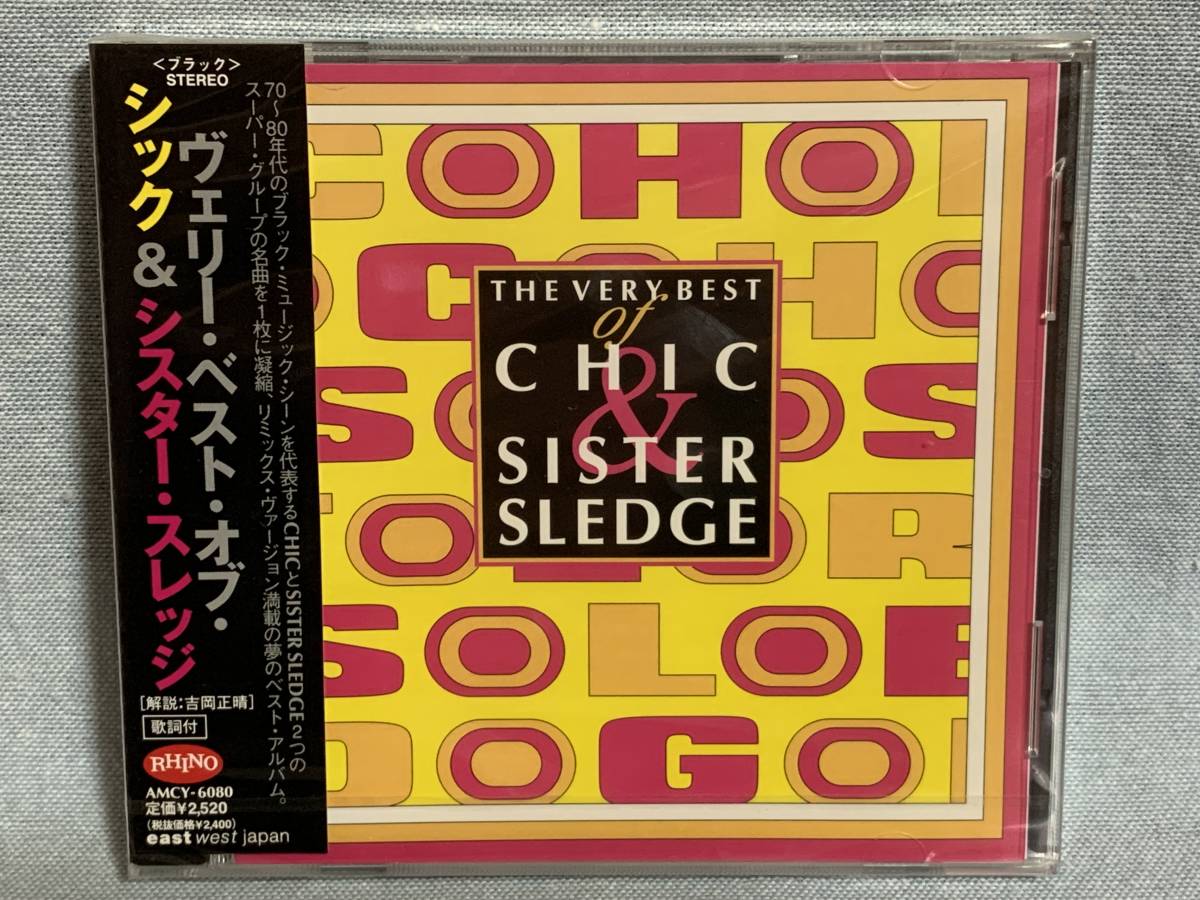 <ブラック>
STEREO
ヴェリー・ベスト・オブ・
シック&シスター・スレッジ
70〜80年代のブラック・ミュージック・シーンを代表するCHICとSISTER SLEDGE 2つの
スーパー・グループの名曲を1枚に凝縮、リミックス・ヴァージョン満載の夢のベスト・アルバム。
[解説:吉岡正晴]
歌詞付
RHINO
AMCY-6080
定価¥2,520
(税抜価格¥2,400)
eastwest japan
THE VERY BEST
of
CHIC
&
SISTER
SLEDGE
COHO
CHO
SOLOS
OLOR
SOLOE
OOGO